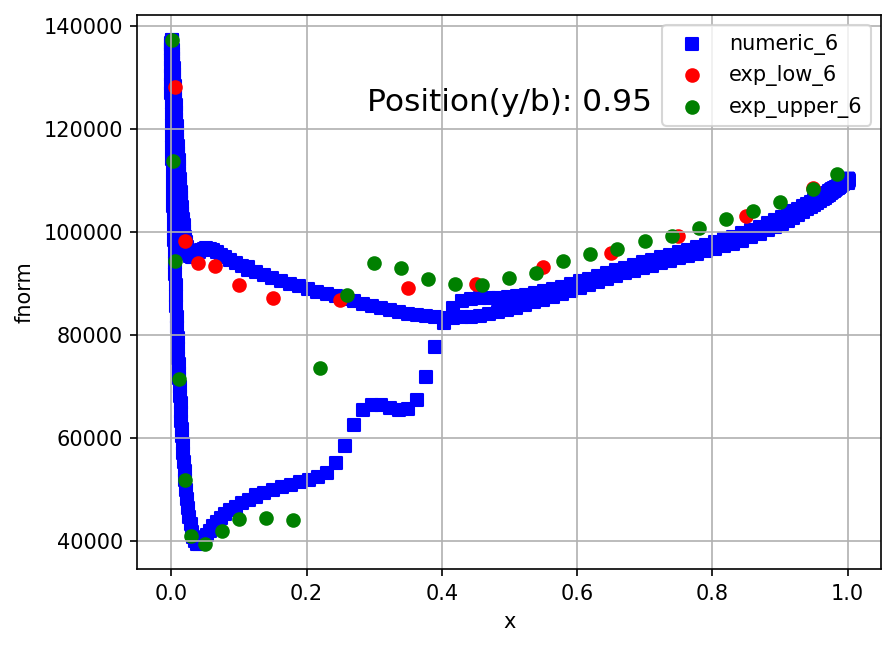 140000
120000
100000
80000
60000
40000
fnorm
Position(y/b): 0.95
numeric_6
exp_low_6
exp_upper_6
0.0 0.2 0.4 0.6 0.8 1.0
x